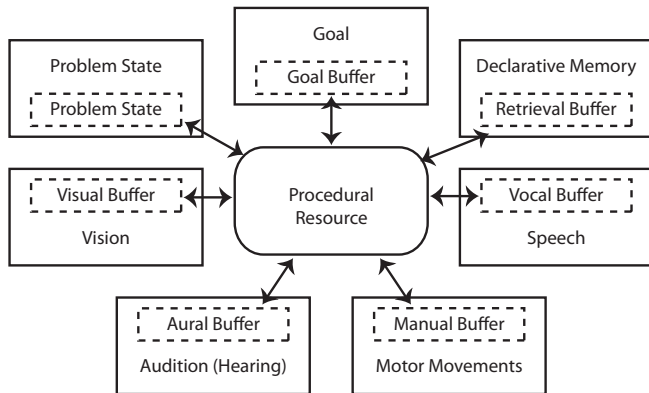 Goal
Goal Buffer
Problem State
Problem State
Declarative Memory
Retrieval Buffer
Visual Buffer
Vision
Procedural
Resource
Vocal Buffer
Speech
Aural Buffer
Audition (Hearing)
Manual Buffer
Motor Movements